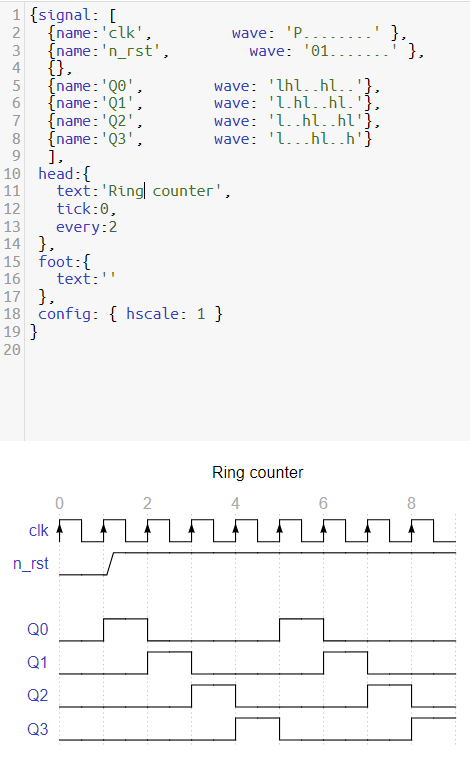 1 {signal: [
2   {name:'clk',          wave: 'P........' },
3   {name:'n_rst',         wave: '01.......' },
4   {},
5   {name:'Q0',        wave: 'lhl..hl..'},
6   {name:'Q1',        wave: 'l.hl..hl.'},
7   {name:'Q2',        wave: 'l..hl..hl'},
8   {name:'Q3',        wave: 'l...hl..h'}
9   ],
10  head:{
11    text:'Ring counter',
12    tick:0,
13    every:2
14  },
15  foot:{
16    text:''
17  },
18  config: { hscale: 1 }
19 }
20
Ring counter
0 2 4 6 8
clk
n_rst
Q0
Q1
Q2
Q3